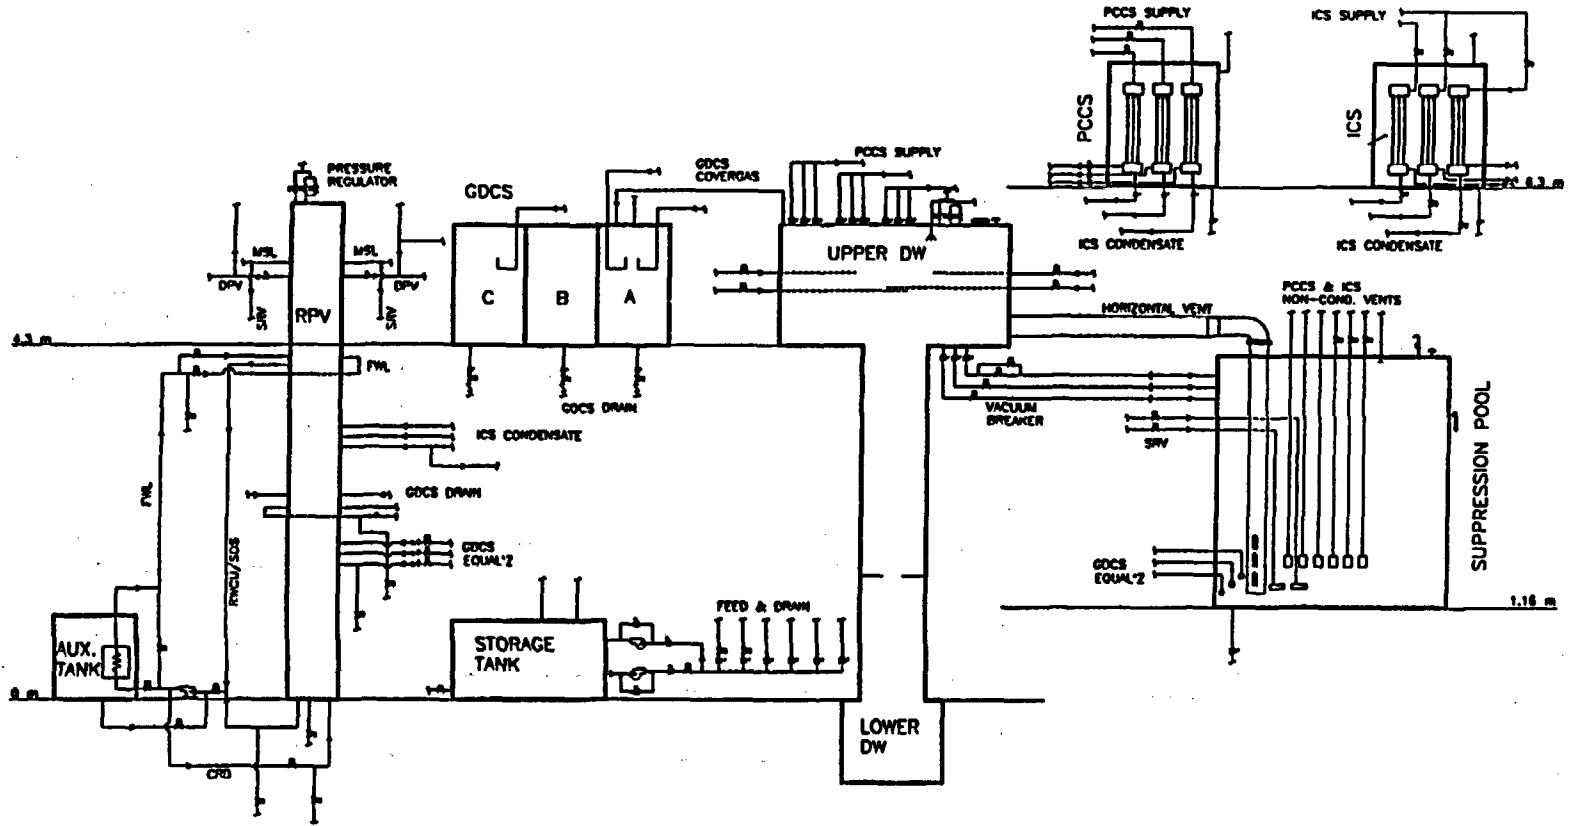 PCCS SUPPLY
ICS SUPPLY
PCCS
ICS
6.3 m
ICS CONDENSATE
ICS CONDENSATE
PRESSURE
REGULATOR
GDCS
GDCS
COVERGAS
PCCS SUPPLY
MSL
MSL
DPV
DPV
SRV
SRV
RPV
C
B
A
UPPER DW
HORIZONTAL VENT
PCCS & ICS
NON-COND. VENTS
4.3 m
FWL
GDCS DRAIN
VACUUM
BREAKER
SRV
SUPPRESSION POOL
ICS CONDENSATE
FWL
GDCS DRAIN
RWCU/SDS
GDCS
EQUAL'Z
GDCS
EQUAL'Z
FEED & DRAIN
1.16 m
AUX.
TANK
STORAGE
TANK
0 m
LOWER
DW
CRD